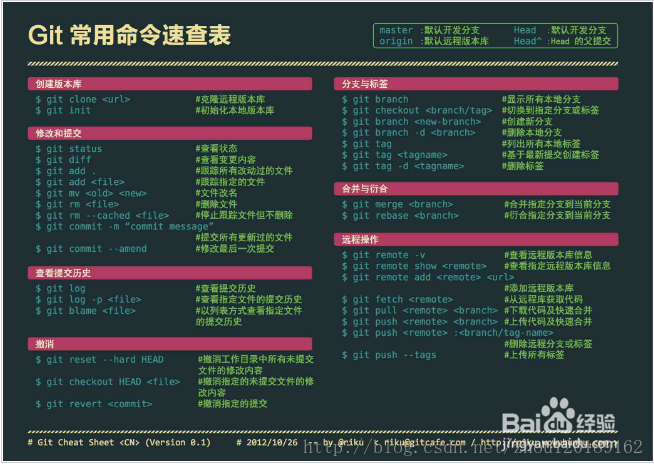 Git 常用命令速查表
master :默认开发分支 Head :默认开发分支
origin :默认远程版本库 Head^ :Head 的父提交
创建版本库
$ git clone <url> #克隆远程版本库
$ git init #初始化本地版本库
修改和提交
$ git status #查看状态
$ git diff #查看变更内容
$ git add . #跟踪所有改动过的文件
$ git add <file> #跟踪指定的文件
$ git mv <old> <new> #文件改名
$ git rm <file> #删除文件
$ git rm --cached <file> #停止跟踪文件但不删除
$ git commit -m “commit message”
#提交所有更新过的文件
$ git commit --amend #修改最后一次提交
查看提交历史
$ git log #查看提交历史
$ git log -p <file> #查看指定文件的提交历史
$ git blame <file> #以列表方式查看指定文件
的提交历史
撤消
$ git reset --hard HEAD #撤消工作目录中所有未提交
文件的修改内容
$ git checkout HEAD <file> #撤消指定的未提交文件的修
改内容
$ git revert <commit> #撤消指定的提交
分支与标签
$ git branch #显示所有本地分支
$ git checkout <branch/tag> #切换到指定分支或标签
$ git branch <new-branch> #创建新分支
$ git branch -d <branch> #删除本地分支
$ git tag #列出所有本地标签
$ git tag <tagname> #基于最新提交创建标签
$ git tag -d <tagname> #删除标签
合并与衍合
$ git merge <branch> #合并指定分支到当前分支
$ git rebase <branch> #衍合指定分支到当前分支
远程操作
$ git remote -v #查看远程版本库信息
$ git remote show <remote> #查看指定远程版本库信息
$ git remote add <remote> <url>
#添加远程版本库
$ git fetch <remote> #从远程库获取代码
$ git pull <remote> <branch> #下载代码及快速合并
$ git push <remote> <branch> #上传代码及快速合并
$ git push <remote> :<branch/tag-name>
#删除远程分支或标签
$ git push --tags #上传所有标签
Baidu 经验
jingyan.baidu.com
# Git Cheat Sheet <CN> (Version 0.1) # 2012/10/26 -- by @riku / riku@gitcafe.com /
http://blog.csdn.net/zhou120189162